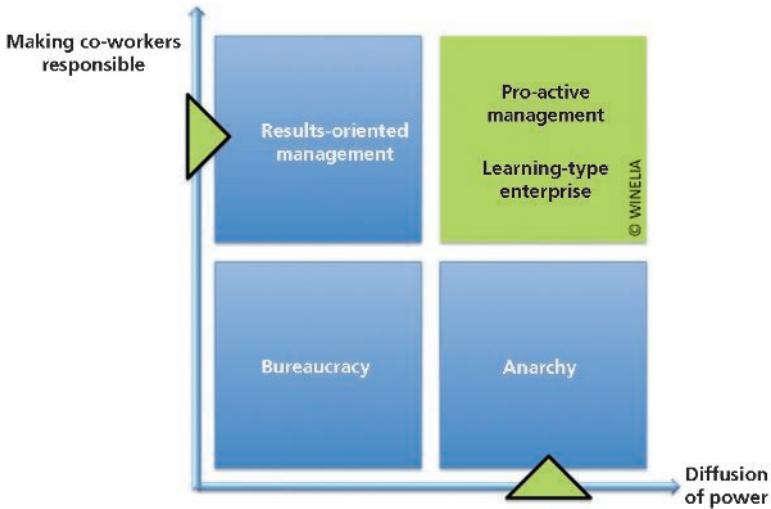 Making co-workers
responsible
Results-oriented
management
Pro-active
management
Learning-type
enterprise
© WINELIA
Bureaucracy
Anarchy
Diffusion
of power